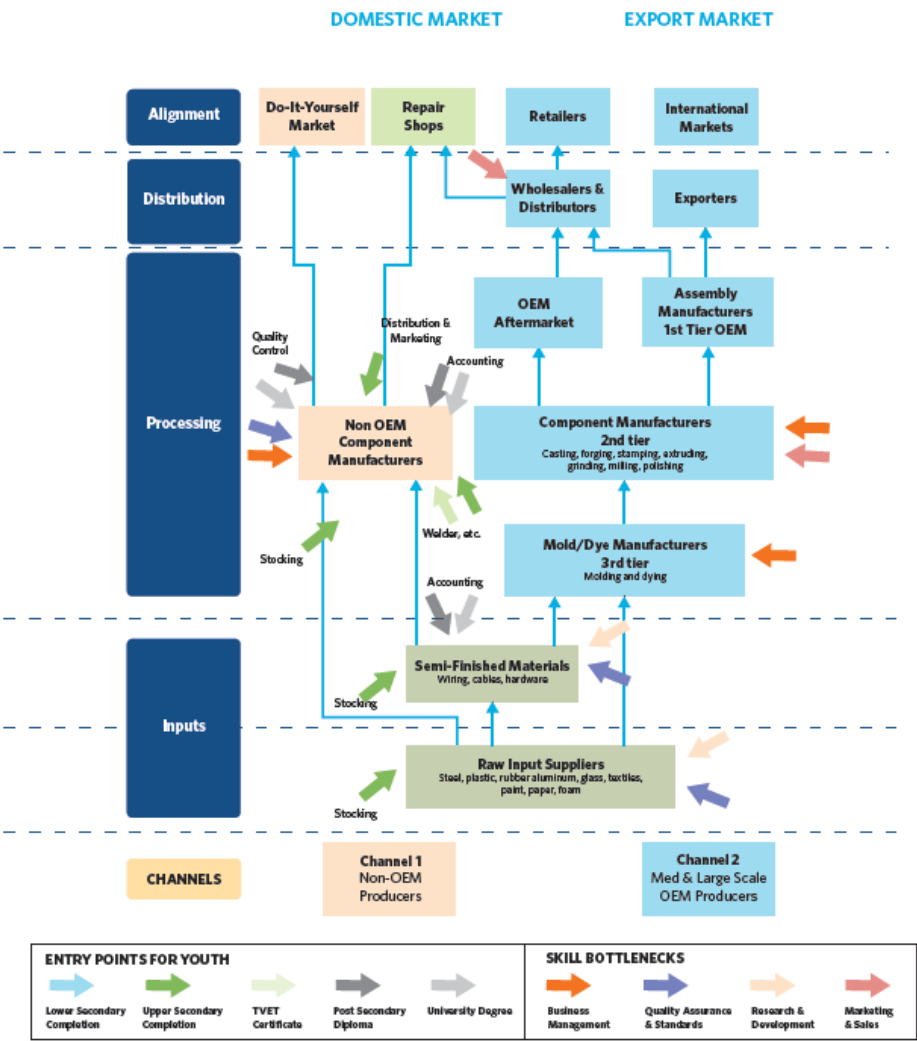 DOMESTIC MARKET
EXPORT MARKET
Alignment
Do-It-Yourself
Market
Repair
Shops
Retailers
International
Markets
Distribution
Wholesalers &
Distributors
Exporters
Processing
OEM
Aftermarket
Assembly
Manufacturers
1st Tier OEM
Quality
Control
Distribution &
Marketing
Accounting
Non OEM
Component
Manufacturers
Component Manufacturers
2nd tier
Casting, forging, stamping, extruding,
grinding, milling, polishing
Stocking
Welder, etc.
Mold/Dye Manufacturers
3rd tier
Molding and dying
Accounting
Inputs
Semi-Finished Materials
Wiring, cables, hardware
Stocking
Raw Input Suppliers
Steel, plastic, rubber aluminum, glass, textiles,
paint, paper, foam
Stocking
CHANNELS
Channel 1
Non-OEM
Producers
Channel 2
Med & Large Scale
OEM Producers
ENTRY POINTS FOR YOUTH
Lower Secondary
Completion
Upper Secondary
Completion
TVET
Certificate
Post Secondary
Diploma
University Degree
SKILL BOTTLENECKS
Business
Management
Quality Assurance
& Standards
Research &
Development
Marketing
& Sales